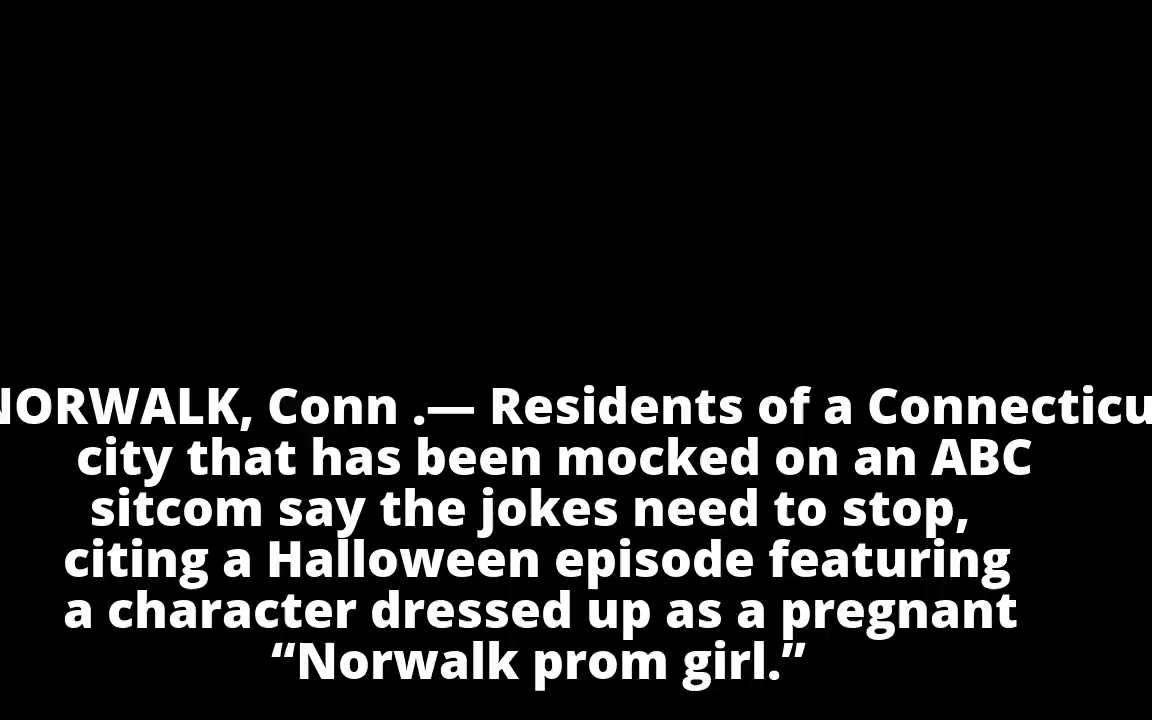 NORWALK, Conn .— Residents of a Connecticu
city that has been mocked on an ABC
sitcom say the jokes need to stop,
citing a Halloween episode featuring
a character dressed up as a pregnant
“Norwalk prom girl.”